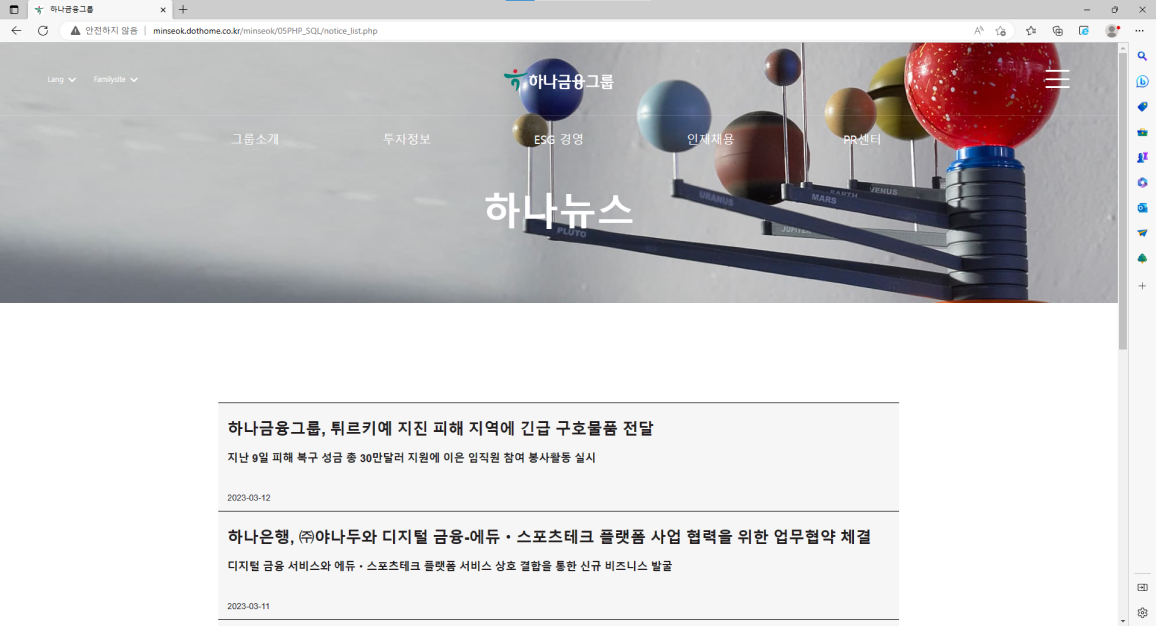 하나금융그룹
안전하지 않음
minseok.dothome.co.kr/minseok/05PHP_SQL/notice_list.php
Lang
Familysite
하나금융그룹
그룹소개
투자정보
ESG 경영
인재채용
PR센터
하나뉴스
URANUS
EARTH
VENUS
MARS
PLUTO
하나금융그룹, 튀르키예 지진 피해 지역에 긴급 구호물품 전달
지난 9일 피해 복구 성금 총 30만달러 지원에 이은 임직원 참여 봉사활동 실시
2023-03-12
하나은행, ㈜야나두와 디지털 금융-에듀·스포츠테크 플랫폼 사업 협력을 위한 업무협약 체결
디지털 금융 서비스와 에듀·스포츠테크 플랫폼 서비스 상호 결합을 통한 신규 비즈니스 발굴
2023-03-11